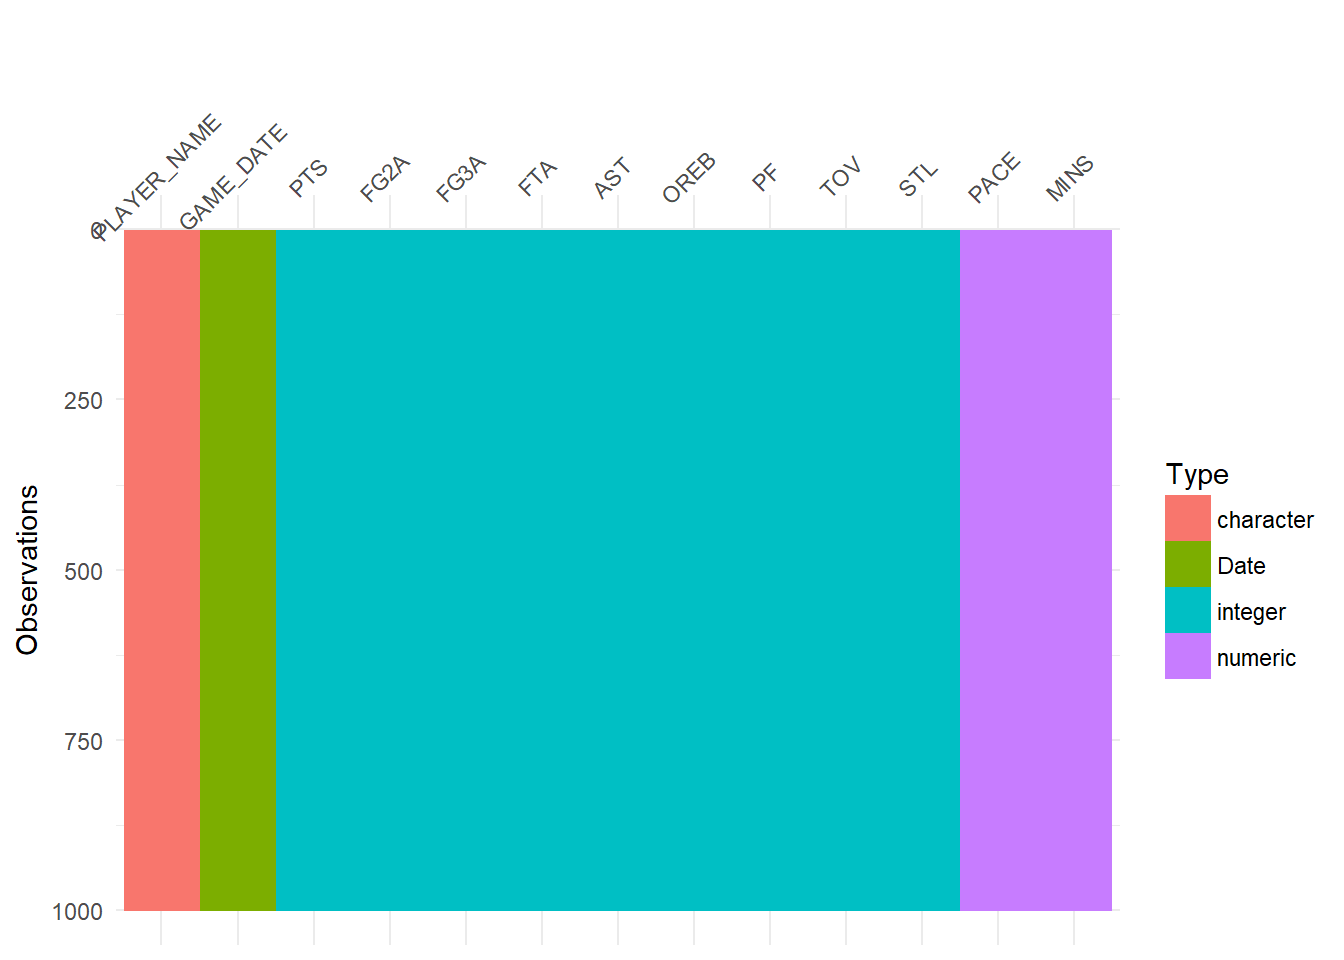 PLAYER_NAME
GAME_DATE
PTS
FG2A
FG3A
FTA
AST
OREB
PF
TOV
STL
PACE
MINS
0
250
500
750
1000
Observations
Type
character
Date
integer
numeric